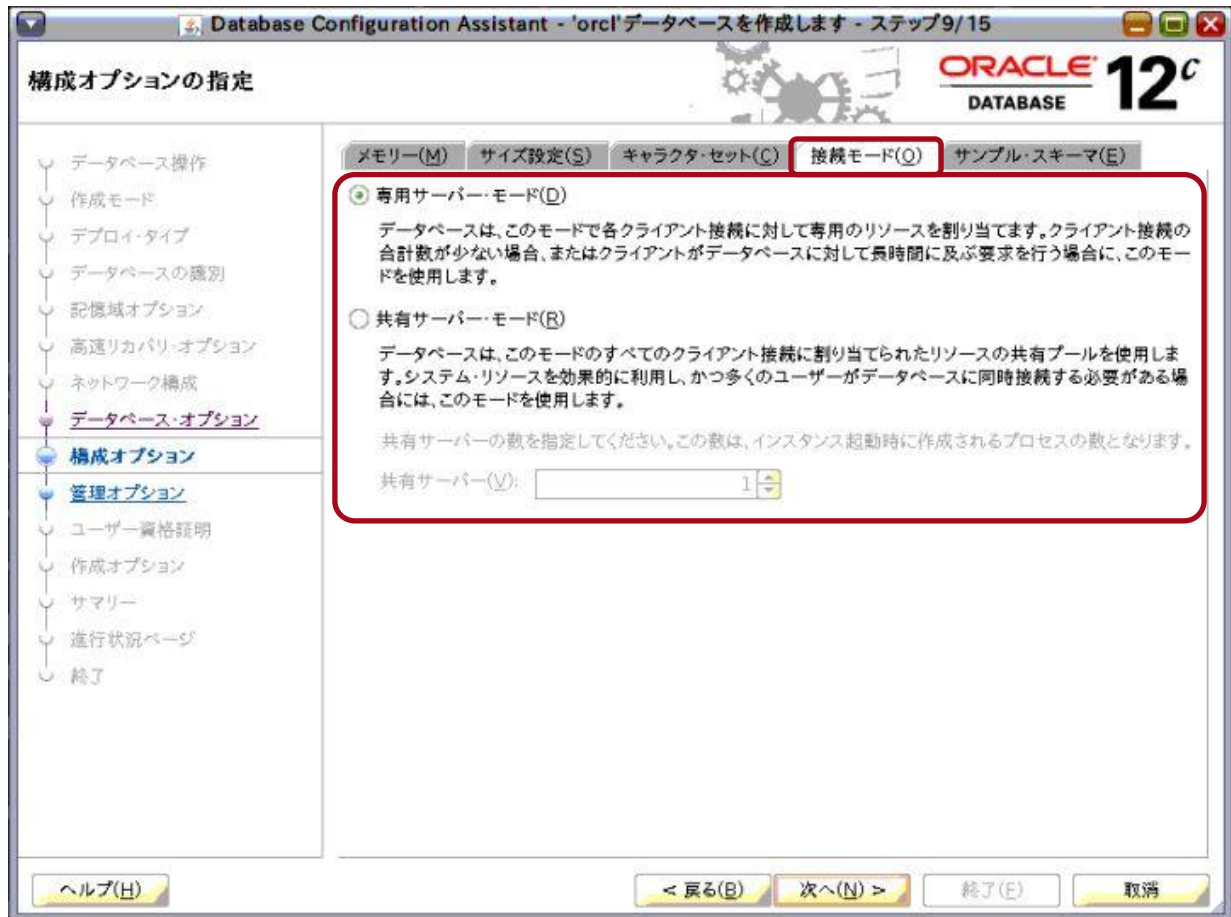 Database Configuration Assistant - 'orcl'データベースを作成します - ステップ9/15
構成オプションの指定
ORACLE
DATABASE
12c
データベース操作
作成モード
デプロイ・タイプ
データベースの識別
記憶域オプション
高速リカバリ・オプション
ネットワーク構成
データベース・オプション
構成オプション
管理オプション
ユーザー資格証明
作成オプション
サマリー
進行状況ページ
終了
メモリー(M) サイズ設定(S) キャラクタ・セット(C) 接続モード(O) サンプル・スキーマ(E)
専用サーバー・モード(D)
データベースは、このモードで各クライアント接続に対して専用のリソースを割り当てます。クライアント接続の
合計数が少ない場合、またはクライアントがデータベースに対して長時間に及ぶ要求を行う場合に、このモー
ドを使用します。
共有サーバー・モード(R)
データベースは、このモードのすべてのクライアント接続に割り当てられたリソースの共有プールを使用しま
す。システム・リソースを効果的に利用し、かつ多くのユーザーがデータベースに同時接続する必要がある場
合には、このモードを使用します。
共有サーバーの数を指定してください。この数は、インスタンス起動時に作成されるプロセスの数となります。
共有サーバー(V): 1
ヘルプ(H) < 戻る(B) 次へ(N) > 終了(F) 取消